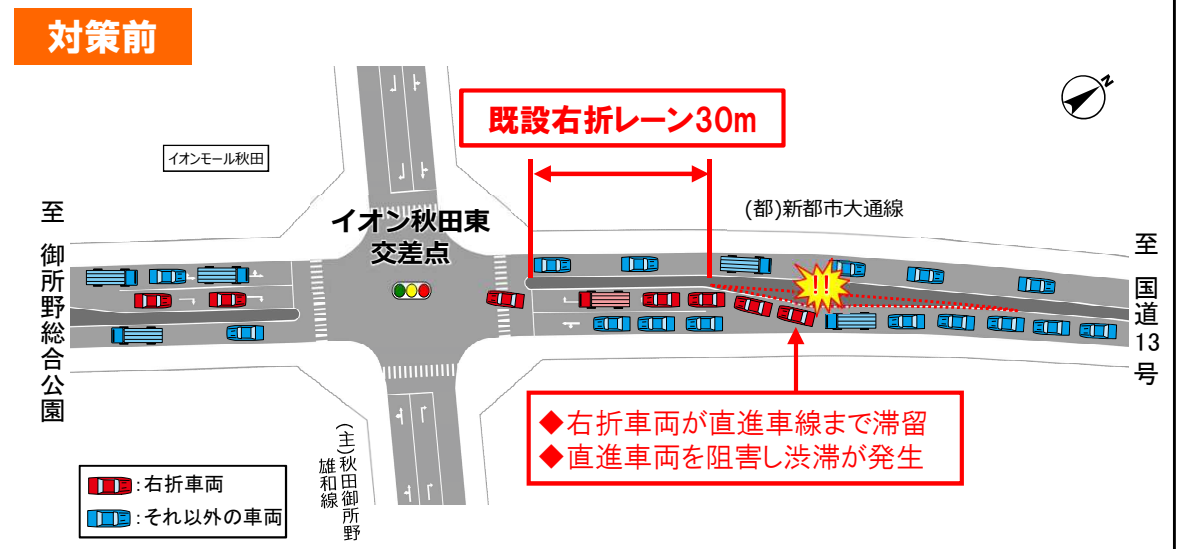 対策前
N
既設右折レーン30m
イオンモール秋田
(都)新都市大通線
至 御所野総合公園
イオン秋田東
交差点
至 国道13号
!!
◆右折車両が直進車線まで滞留
◆直進車両を阻害し渋滞が発生
(主)秋田御所野
雄和線
:右折車両
:それ以外の車両